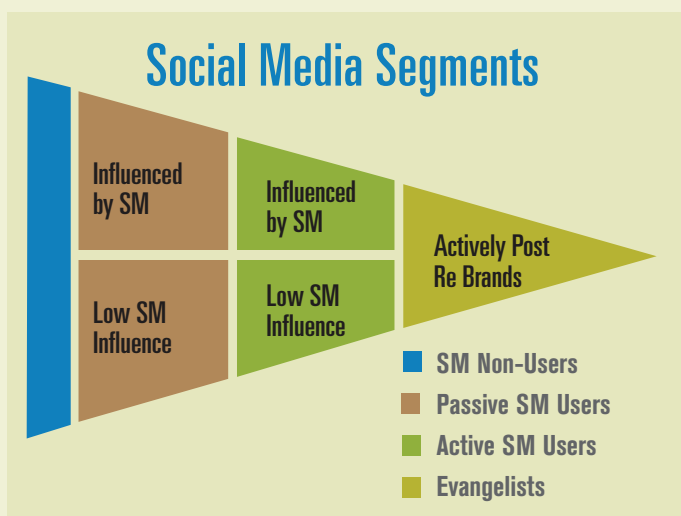 Social Media Segments
Influenced
by SM
Influenced
by SM
Actively Post
Re Brands
Low SM
Influence
Low SM
Influence
SM Non-Users
Passive SM Users
Active SM Users
Evangelists